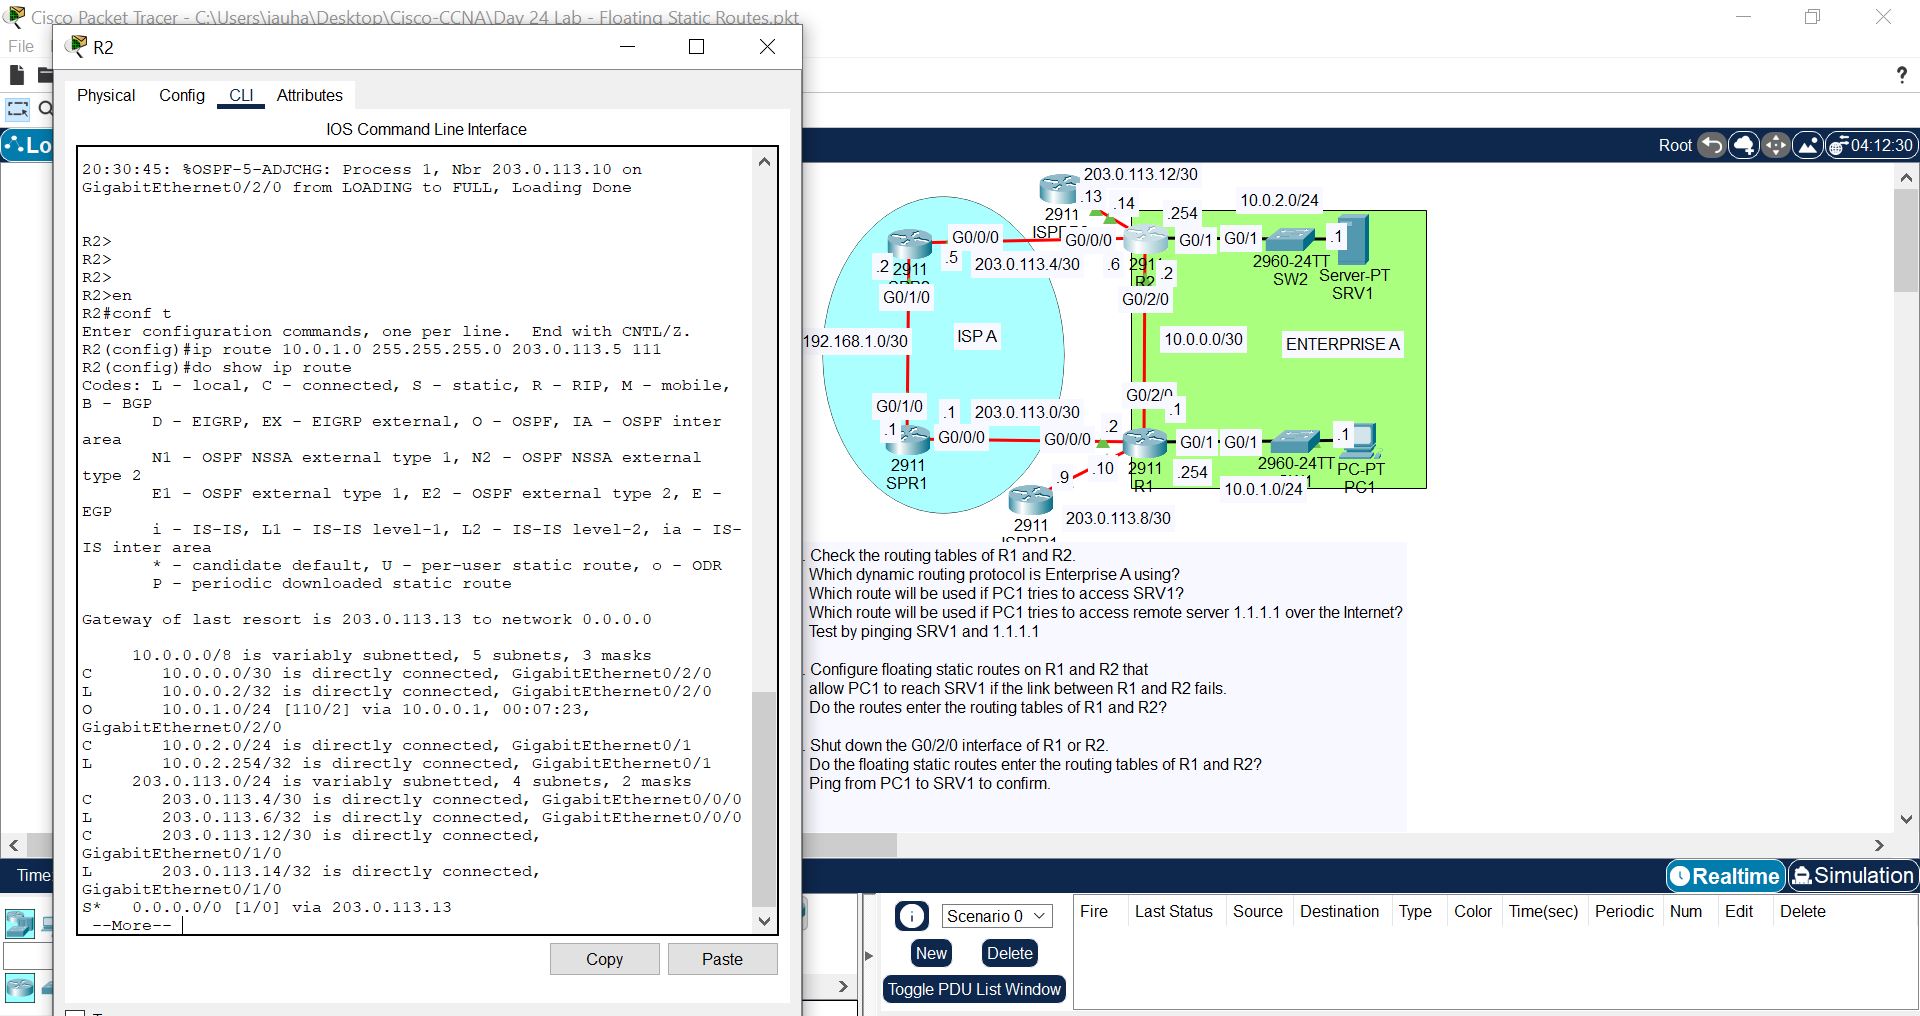 Cisco Packet Tracer - C:\Users\jauha\Desktop\Cisco-CCNA\Day 24 Lab - Floating Static Routes.pkt
File
R2
Physical Config CLI Attributes
IOS Command Line Interface
20:30:45: %OSPF-5-ADJCHG: Process 1, Nbr 203.0.113.10 on
GigabitEthernet0/2/0 from LOADING to FULL, Loading Done
R2>
R2>
R2>
R2>en
R2#conf t
Enter configuration commands, one per line.  End with CNTL/Z.
R2(config)#ip route 10.0.1.0 255.255.255.0 203.0.113.5 111
R2(config)#do show ip route
Codes: L - local, C - connected, S - static, R - RIP, M - mobile,
B - BGP
D - EIGRP, EX - EIGRP external, O - OSPF, IA - OSPF inter
area
N1 - OSPF NSSA external type 1, N2 - OSPF NSSA external
type 2
E1 - OSPF external type 1, E2 - OSPF external type 2, E -
EGP
i - IS-IS, L1 - IS-IS level-1, L2 - IS-IS level-2, ia - IS-
IS inter area
* - candidate default, U - per-user static route, o - ODR
P - periodic downloaded static route
Gateway of last resort is 203.0.113.13 to network 0.0.0.0
10.0.0.0/8 is variably subnetted, 5 subnets, 3 masks
C 10.0.0.0/30 is directly connected, GigabitEthernet0/2/0
L 10.0.0.2/32 is directly connected, GigabitEthernet0/2/0
O 10.0.1.0/24 [110/2] via 10.0.0.1, 00:07:23,
GigabitEthernet0/2/0
C 10.0.2.0/24 is directly connected, GigabitEthernet0/1
L 10.0.2.254/32 is directly connected, GigabitEthernet0/1
203.0.113.0/24 is variably subnetted, 4 subnets, 2 masks
C 203.0.113.4/30 is directly connected, GigabitEthernet0/0/0
L 203.0.113.6/32 is directly connected, GigabitEthernet0/0/0
C 203.0.113.12/30 is directly connected,
GigabitEthernet0/1/0
L 203.0.113.14/32 is directly connected,
GigabitEthernet0/1/0
S* 0.0.0.0/0 [1/0] via 203.0.113.13
--More--
Copy Paste
?
Lo
Root 04:12:30
203.0.113.12/30
.13 .14
2911
.254 10.0.2.0/24
G0/0/0 G0/0/0 G0/1 G0/1 .1
.2 2911 .5 203.0.113.4/30 .6 .2
2960-24TT
SW2
Server-PT
SRV1
R2
G0/1/0 G0/2/0
192.168.1.0/30 ISP A 10.0.0.0/30 ENTERPRISE A
G0/2/0
G0/1/0 .1 203.0.113.0/30 .2 .1
.1 G0/0/0 G0/0/0 G0/1 G0/1 .1
2911
SPR1
.9 .10 2911
R1
.254 2960-24TT PC-PT
PC1
10.0.1.0/24
2911
203.0.113.8/30
Check the routing tables of R1 and R2.
Which dynamic routing protocol is Enterprise A using?
Which route will be used if PC1 tries to access SRV1?
Which route will be used if PC1 tries to access remote server 1.1.1.1 over the Internet?
Test by pinging SRV1 and 1.1.1.1
Configure floating static routes on R1 and R2 that
allow PC1 to reach SRV1 if the link between R1 and R2 fails.
Do the routes enter the routing tables of R1 and R2?
Shut down the G0/2/0 interface of R1 or R2.
Do the floating static routes enter the routing tables of R1 and R2?
Ping from PC1 to SRV1 to confirm.
Time
Realtime Simulation
Scenario 0
New Delete
Toggle PDU List Window
Fire Last Status Source Destination Type Color Time(sec) Periodic Num Edit Delete